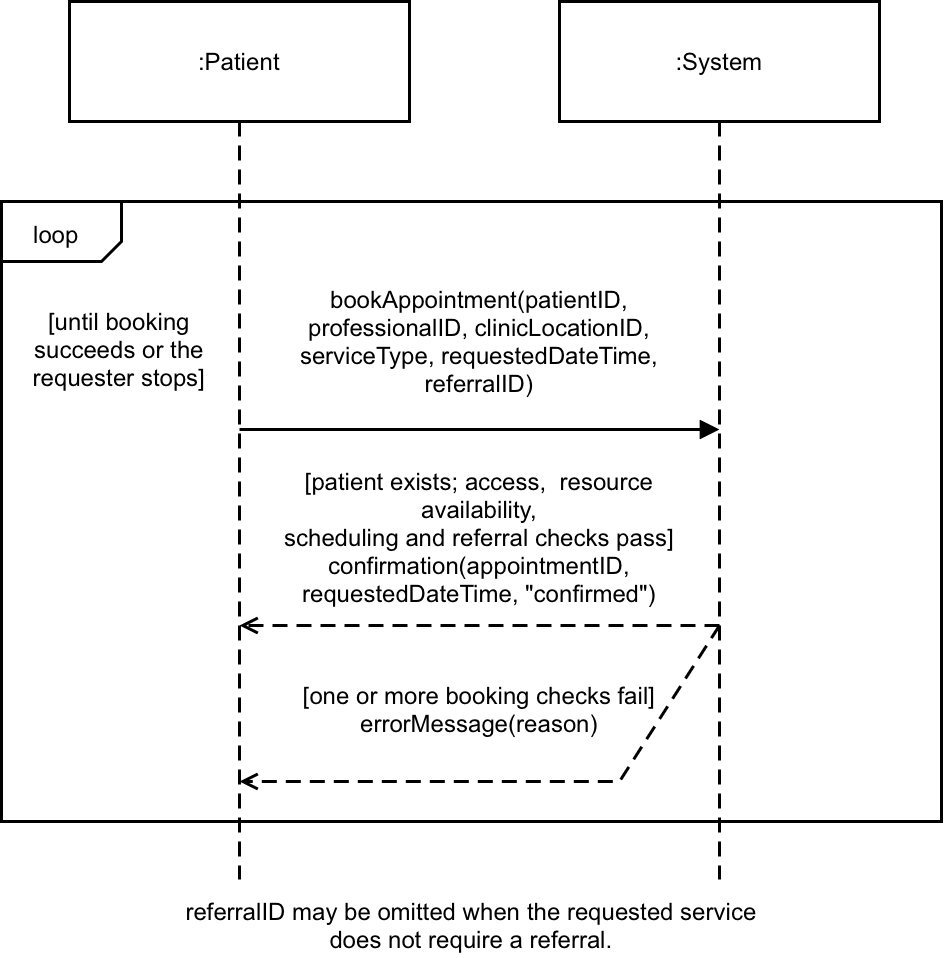 :Patient
:System
loop
[until booking
succeeds or the
requester stops]
bookAppointment(patientID,
professionalID, clinicLocationID,
serviceType, requestedDateTime,
referralID)
[patient exists; access,  resource
availability,
scheduling and referral checks pass]
confirmation(appointmentID,
requestedDateTime, "confirmed")
[one or more booking checks fail]
errorMessage(reason)
referralID may be omitted when the requested service
does not require a referral.